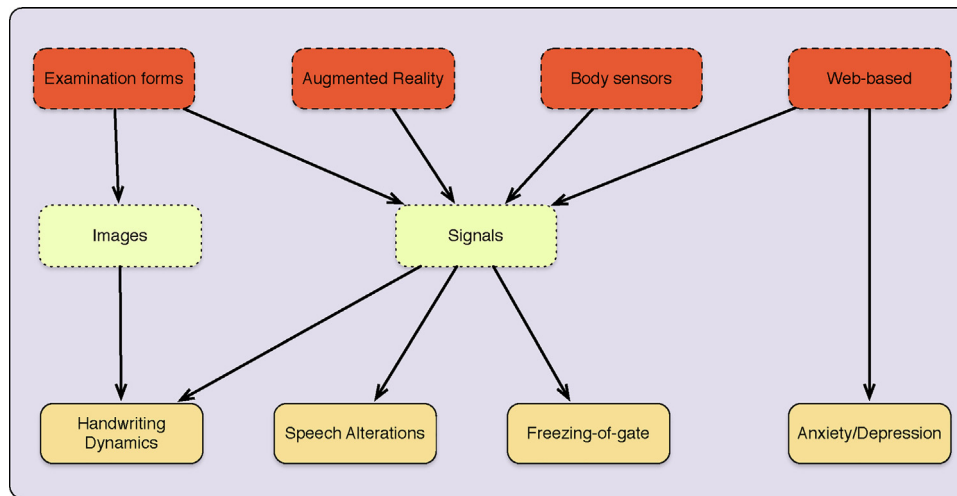 Examination forms
Augmented Reality
Body sensors
Web-based
Images
Signals
Handwriting
Dynamics
Speech Alterations
Freezing-of-gate
Anxiety/Depression